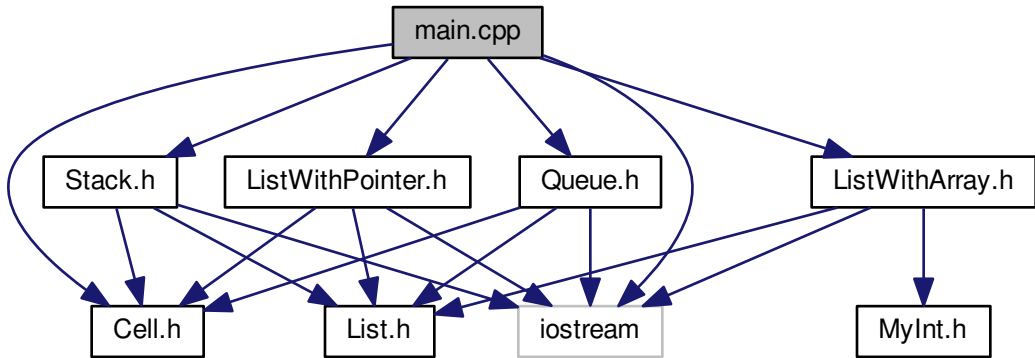 main.cpp
Stack.h
ListWithPointer.h
Queue.h
ListWithArray.h
Cell.h
List.h
iostream
MyInt.h